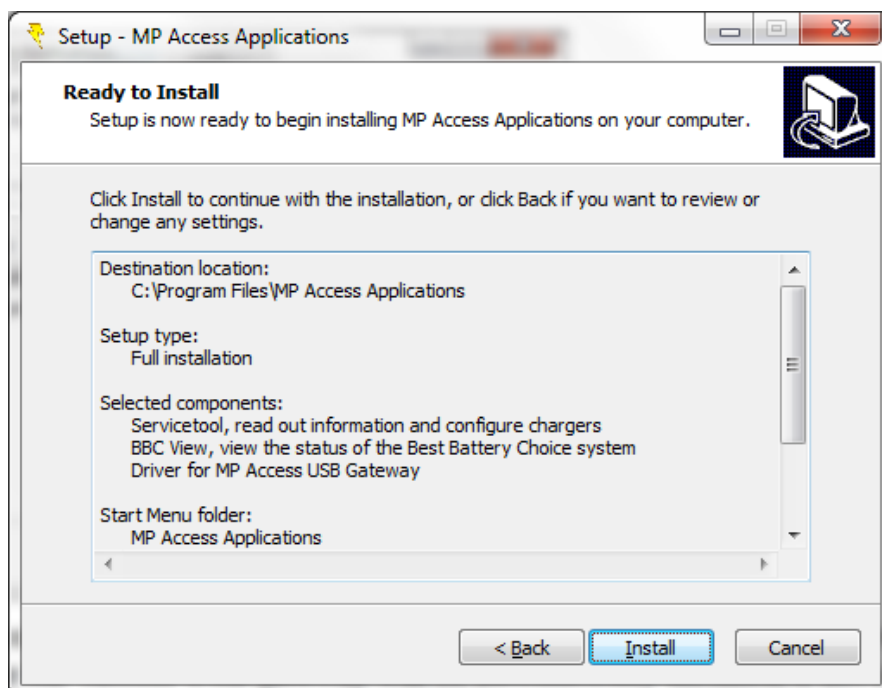 Setup - MP Access Applications
Ready to Install
Setup is now ready to begin installing MP Access Applications on your computer.
Click Install to continue with the installation, or click Back if you want to review or
change any settings.
Destination location:
C:\Program Files\MP Access Applications
Setup type:
Full installation
Selected components:
Servicetool, read out information and configure chargers
BBC View, view the status of the Best Battery Choice system
Driver for MP Access USB Gateway
Start Menu folder:
MP Access Applications
< Back
Install
Cancel